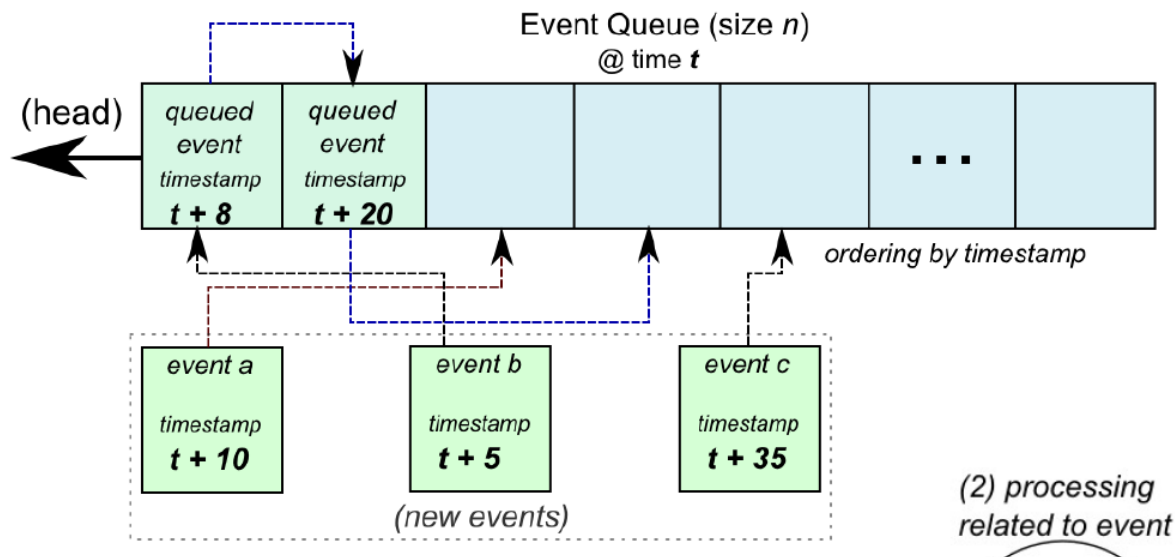 Event Queue (size n)
@ time t
(head)
queued
event
timestamp
t + 8
queued
event
timestamp
t + 20
...
ordering by timestamp
event a
timestamp
t + 10
event b
timestamp
t + 5
event c
timestamp
t + 35
(new events)
(2) processing
related to event